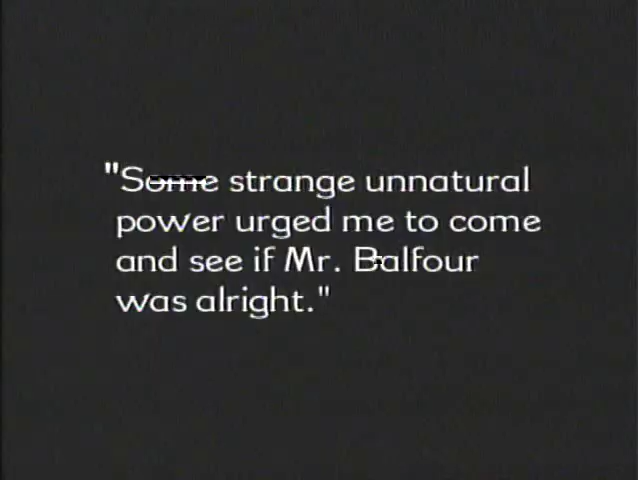 "Some strange unnatural
power urged me to come
and see if Mr. Balfour
was alright."